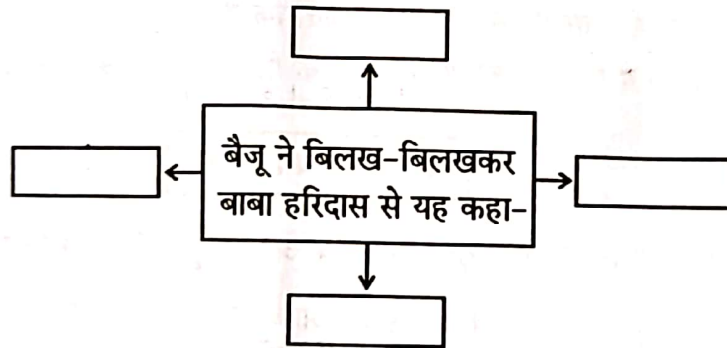 बैजू ने बिलख-बिलखकर
बाबा हरिदास से यह कहा-